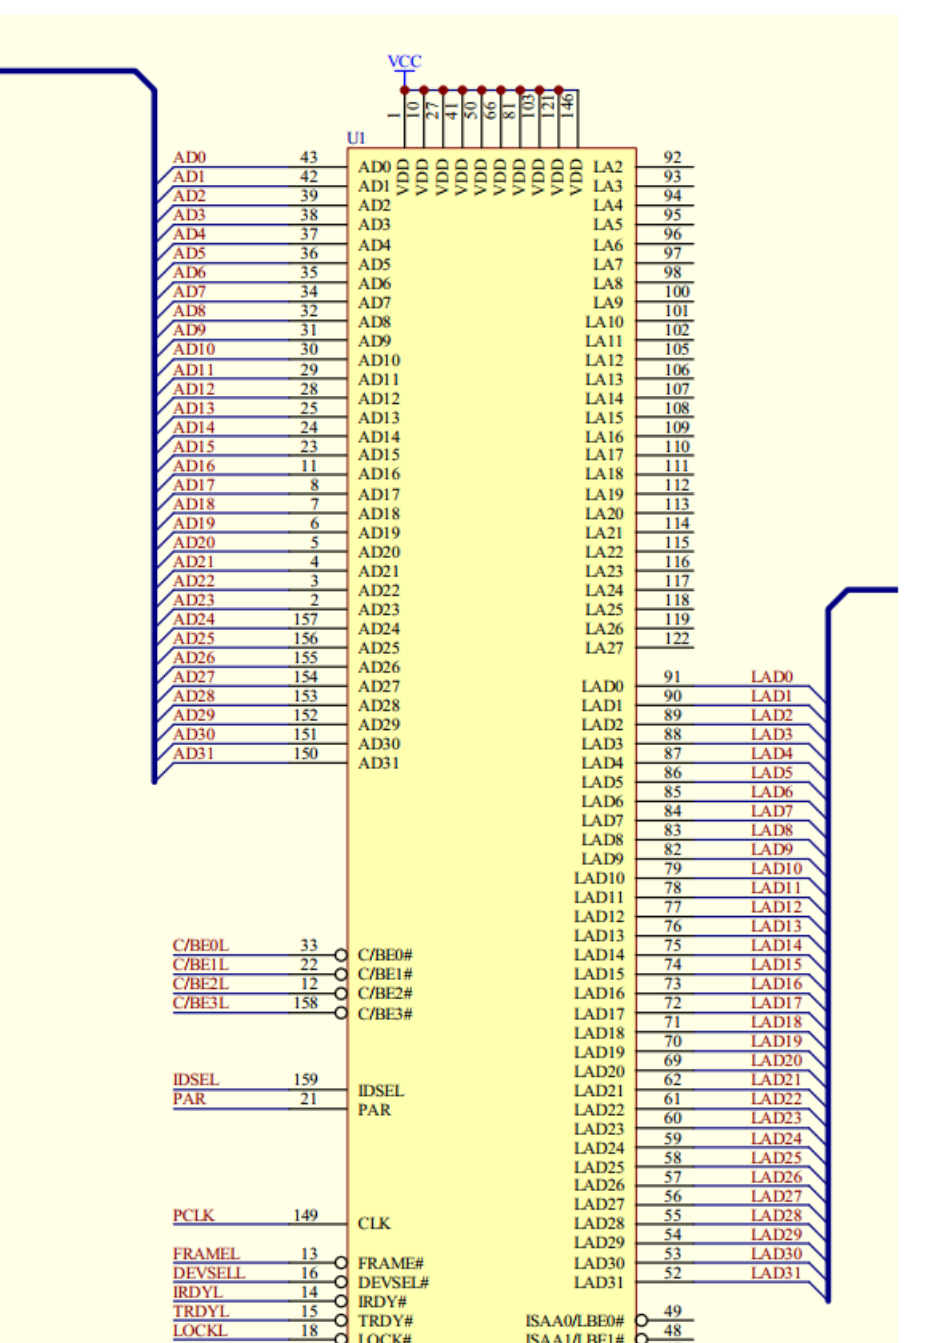 VCC
1 10 27 41 50 66 81 103 121 146
U1
VDD VDD VDD VDD VDD VDD VDD VDD VDD VDD
AD0 43 AD0 LA2 92
AD1 42 AD1 LA3 93
AD2 39 AD2 LA4 94
AD3 38 AD3 LA5 95
AD4 37 AD4 LA6 96
AD5 36 AD5 LA7 97
AD6 35 AD6 LA8 98
AD7 34 AD7 LA9 100
AD8 32 AD8 LA10 101
AD9 31 AD9 LA11 102
AD10 30 AD10 LA12 105
AD11 29 AD11 LA13 106
AD12 28 AD12 LA14 107
AD13 25 AD13 LA15 108
AD14 24 AD14 LA16 109
AD15 23 AD15 LA17 110
AD16 11 AD16 LA18 111
AD17 8 AD17 LA19 112
AD18 7 AD18 LA20 113
AD19 6 AD19 LA21 114
AD20 5 AD20 LA22 115
AD21 4 AD21 LA23 116
AD22 3 AD22 LA24 117
AD23 2 AD23 LA25 118
AD24 157 AD24 LA26 119
AD25 156 AD25 LA27 122
AD26 155 AD26
AD27 154 AD27 LAD0 91 LAD0
AD28 153 AD28 LAD1 90 LAD1
AD29 152 AD29 LAD2 89 LAD2
AD30 151 AD30 LAD3 88 LAD3
AD31 150 AD31 LAD4 87 LAD4
LAD5 86 LAD5
LAD6 85 LAD6
LAD7 84 LAD7
LAD8 83 LAD8
LAD9 82 LAD9
LAD10 79 LAD10
LAD11 78 LAD11
LAD12 77 LAD12
LAD13 76 LAD13
C/BE0L 33 C/BE0# LAD14 75 LAD14
C/BE1L 22 C/BE1# LAD15 74 LAD15
C/BE2L 12 C/BE2# LAD16 73 LAD16
C/BE3L 158 C/BE3# LAD17 72 LAD17
LAD18 71 LAD18
LAD19 70 LAD19
LAD20 69 LAD20
IDSEL 159 IDSEL LAD21 62 LAD21
PAR 21 PAR LAD22 61 LAD22
LAD23 60 LAD23
LAD24 59 LAD24
LAD25 58 LAD25
LAD26 57 LAD26
LAD27 56 LAD27
PCLK 149 CLK LAD28 55 LAD28
LAD29 54 LAD29
FRAMEL 13 FRAME# LAD30 53 LAD30
DEVSELL 16 DEVSEL# LAD31 52 LAD31
IRDYL 14 IRDY#
TRDYL 15 TRDY# ISAA0/LBE0# 49
LOCKL 18 LOCK# ISAA1/LBE1# 48